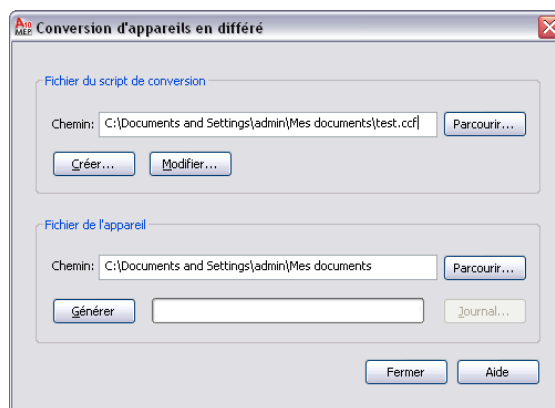 A10 MEP Conversion d'appareils en différé
Fichier du script de conversion
Chemin: C:\Documents and Settings\admin\Mes documents\test.ccf Parcourir...
Créer... Modifier...
Fichier de l'appareil
Chemin: C:\Documents and Settings\admin\Mes documents Parcourir...
Générer Journal...
Fermer Aide